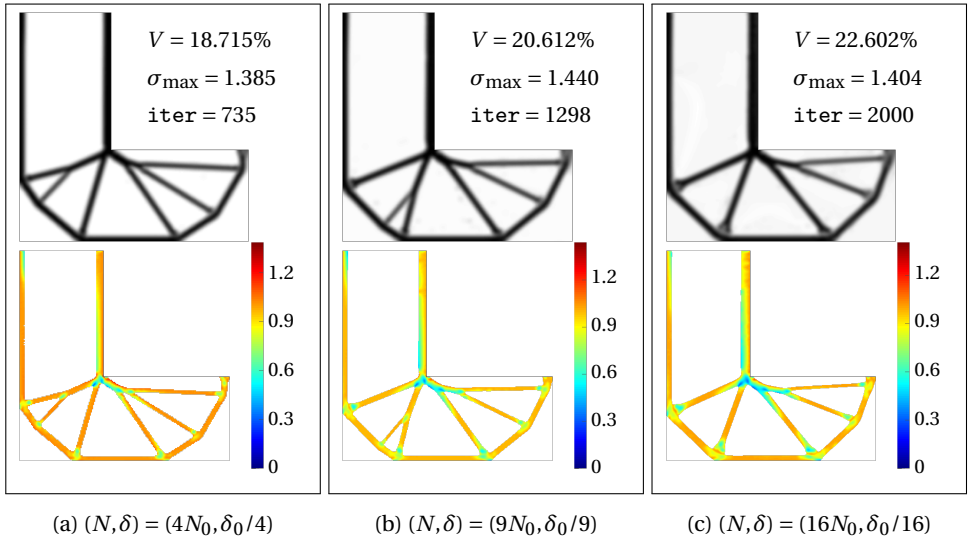 V = 18.715%
σmax = 1.385
iter = 735
1.2
0.9
0.6
0.3
0
(a) (N,δ) = (4N₀,δ₀/4)
V = 20.612%
σmax = 1.440
iter = 1298
1.2
0.9
0.6
0.3
0
(b) (N,δ) = (9N₀,δ₀/9)
V = 22.602%
σmax = 1.404
iter = 2000
1.2
0.9
0.6
0.3
0
(c) (N,δ) = (16N₀,δ₀/16)